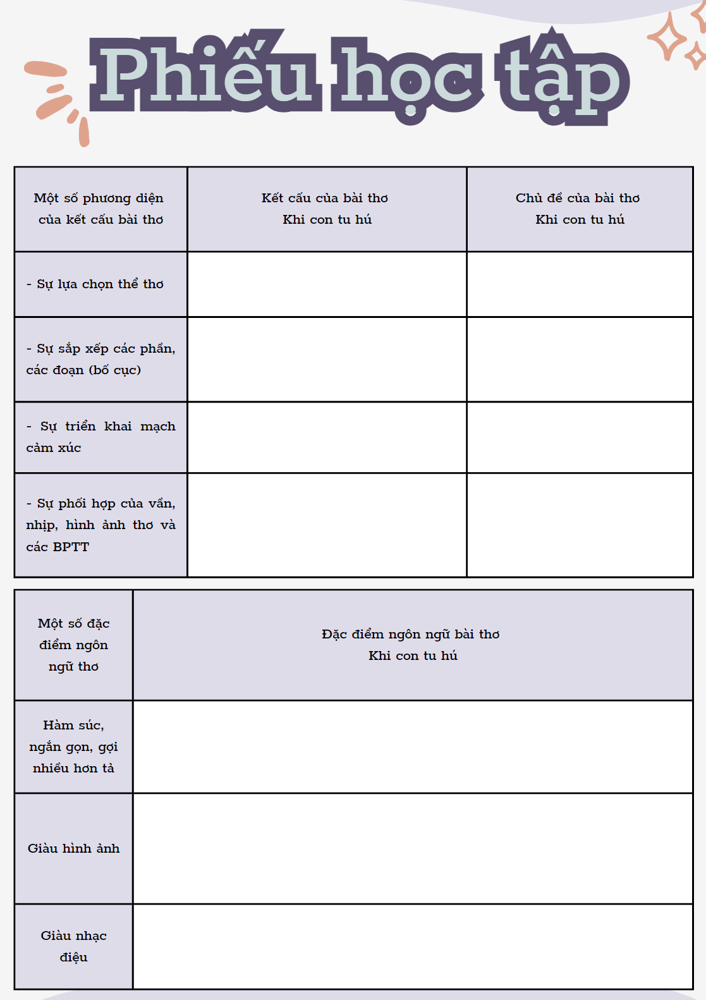 Phiếu học tập
Một số phương diện
của kết cấu bài thơ
Kết cấu của bài thơ
Khi con tu hú
Chủ đề của bài thơ
Khi con tu hú
- Sự lựa chọn thể thơ
- Sự sắp xếp các phần,
các đoạn (bố cục)
- Sự triển khai mạch
cảm xúc
- Sự phối hợp của vần,
nhịp, hình ảnh thơ và
các BPTT
Một số đặc
điểm ngôn
ngữ thơ
Đặc điểm ngôn ngữ bài thơ
Khi con tu hú
Hàm súc,
ngắn gọn, gợi
nhiều hơn tả
Giàu hình ảnh
Giàu nhạc
điệu